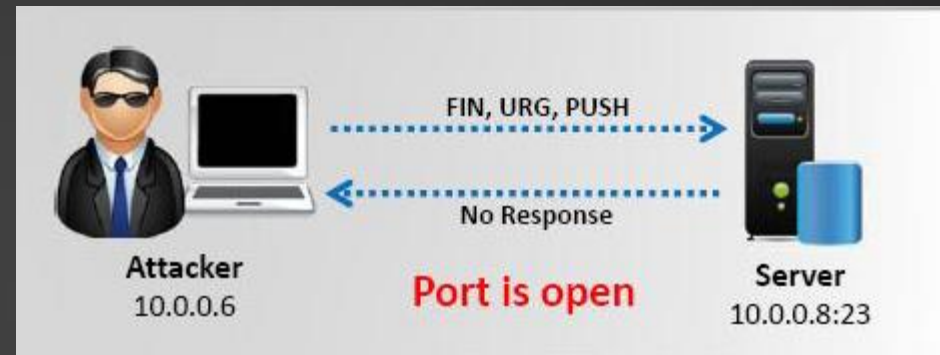 FIN, URG, PUSH
No Response
Attacker
10.0.0.6
Port is open
Server
10.0.0.8:23